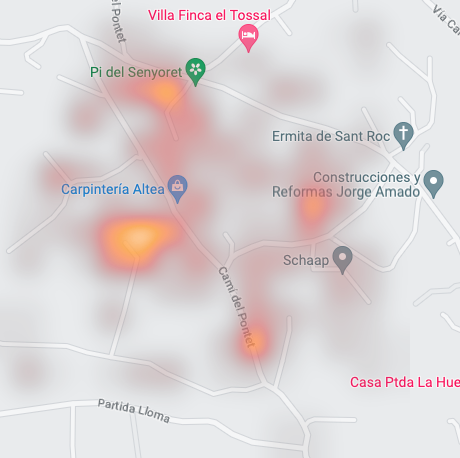 el Pontet
Villa Finca el Tossal
Via Ca
Pi del Senyoret
Ermita de Sant Roc
Construcciones y
Reformas Jorge Amado
Carpintería Altea
Schaap
Camí del Pontet
Casa Ptda La Hue
Partida Lloma